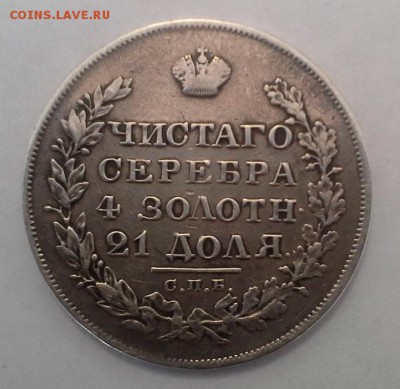 COINS.LAVE.RU
ЧИСТАГО
СЕРЕБРА
4 ЗОЛОТН
21 ДОЛЯ
С.П.Б.